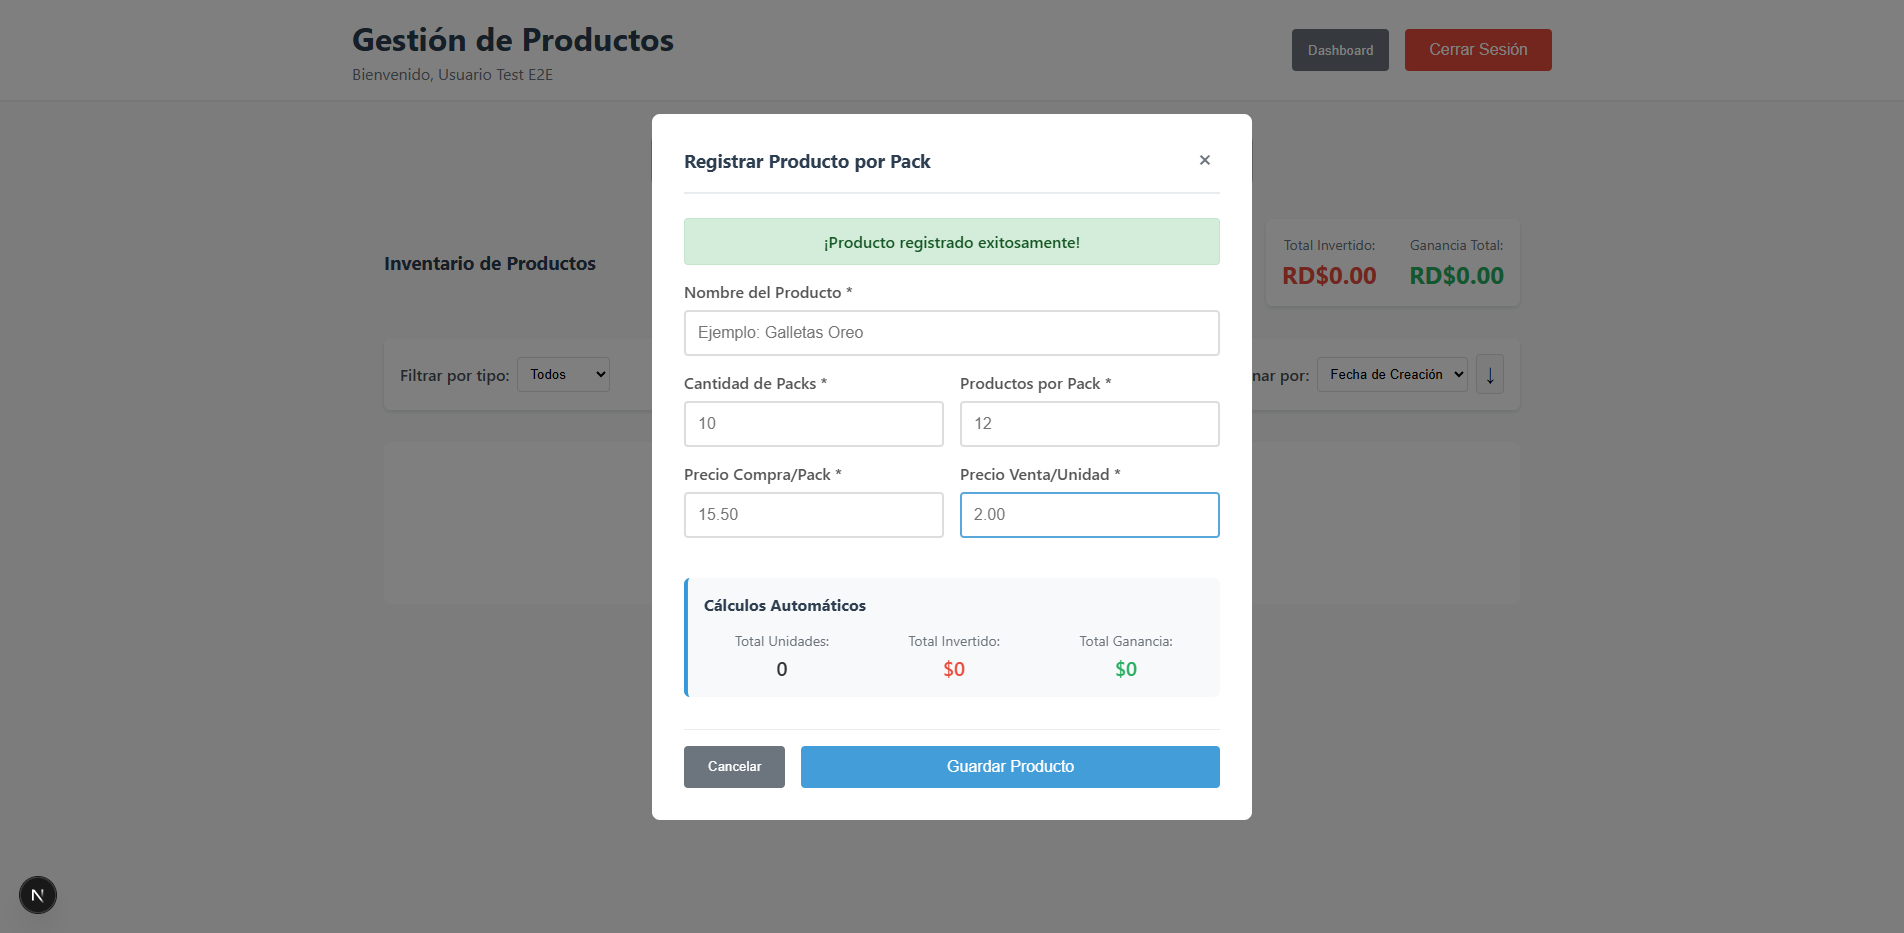 Gestión de Productos
Bienvenido, Usuario Test E2E
Dashboard
Cerrar Sesión
Registrar Producto por Pack
×
¡Producto registrado exitosamente!
Inventario de Productos
Total Invertido:
Ganancia Total:
RD$0.00
RD$0.00
Nombre del Producto *
Ejemplo: Galletas Oreo
Filtrar por tipo:
Todos
nar por:
Fecha de Creación
↓
Cantidad de Packs *
Productos por Pack *
10
12
Precio Compra/Pack *
Precio Venta/Unidad *
15.50
2.00
Cálculos Automáticos
Total Unidades:
Total Invertido:
Total Ganancia:
0
$0
$0
Cancelar
Guardar Producto
N